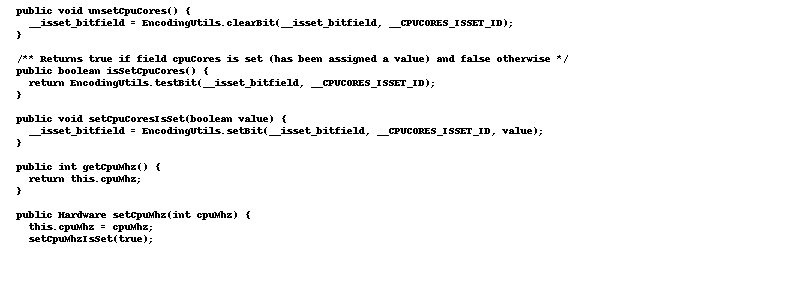 public void unsetCpuCores() {
__isset_bitfield = EncodingUtils.clearBit(__isset_bitfield, __CPUCORES_ISSET_ID);
}
/** Returns true if field cpuCores is set (has been assigned a value) and false otherwise */
public boolean isSetCpuCores() {
return EncodingUtils.testBit(__isset_bitfield, __CPUCORES_ISSET_ID);
}
public void setCpuCoresIsSet(boolean value) {
__isset_bitfield = EncodingUtils.setBit(__isset_bitfield, __CPUCORES_ISSET_ID, value);
}
public int getCpuMhz() {
return this.cpuMhz;
}
public Hardware setCpuMhz(int cpuMhz) {
this.cpuMhz = cpuMhz;
setCpuMhzIsSet(true);